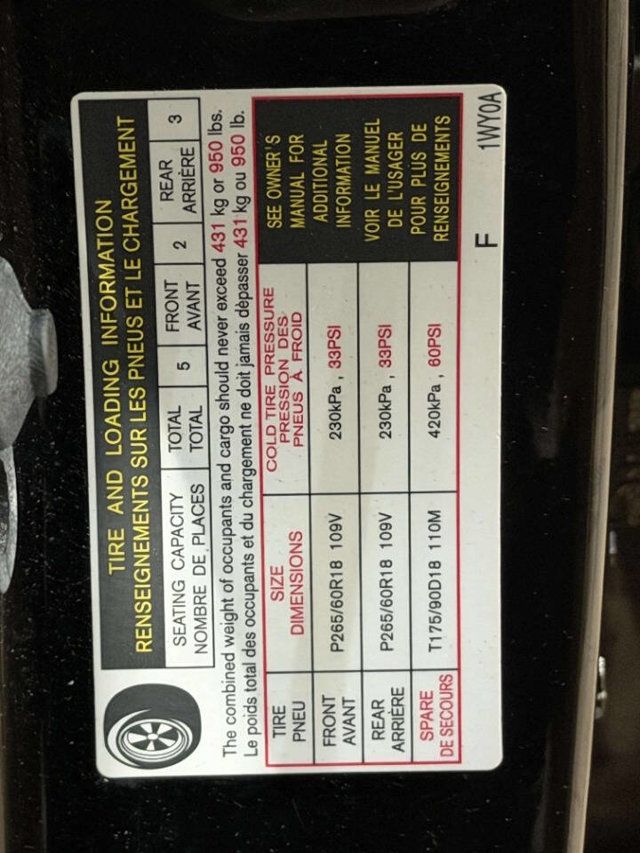 TIRE AND LOADING INFORMATION
RENSEIGNEMENTS SUR LES PNEUS ET LE CHARGEMENT
SEATING CAPACITY
NOMBRE DE PLACES
TOTAL
TOTAL
5
FRONT
AVANT
2
REAR
ARRIÈRE
3
The combined weight of occupants and cargo should never exceed 431 kg or 950 lbs.
Le poids total des occupants et du chargement ne doit jamais dépasser 431 kg ou 950 lb.
TIRE
PNEU
SIZE
DIMENSIONS
COLD TIRE PRESSURE
PRESSION DES
PNEUS À FROID
SEE OWNER'S
MANUAL FOR
ADDITIONAL
INFORMATION
VOIR LE MANUEL
DE L'USAGER
POUR PLUS DE
RENSEIGNEMENTS
FRONT
AVANT
P265/60R18 109V
230kPa , 33PSI
REAR
ARRIÈRE
P265/60R18 109V
230kPa , 33PSI
SPARE
DE SECOURS
T175/90D18 110M
420kPa , 60PSI
F
1WY0A